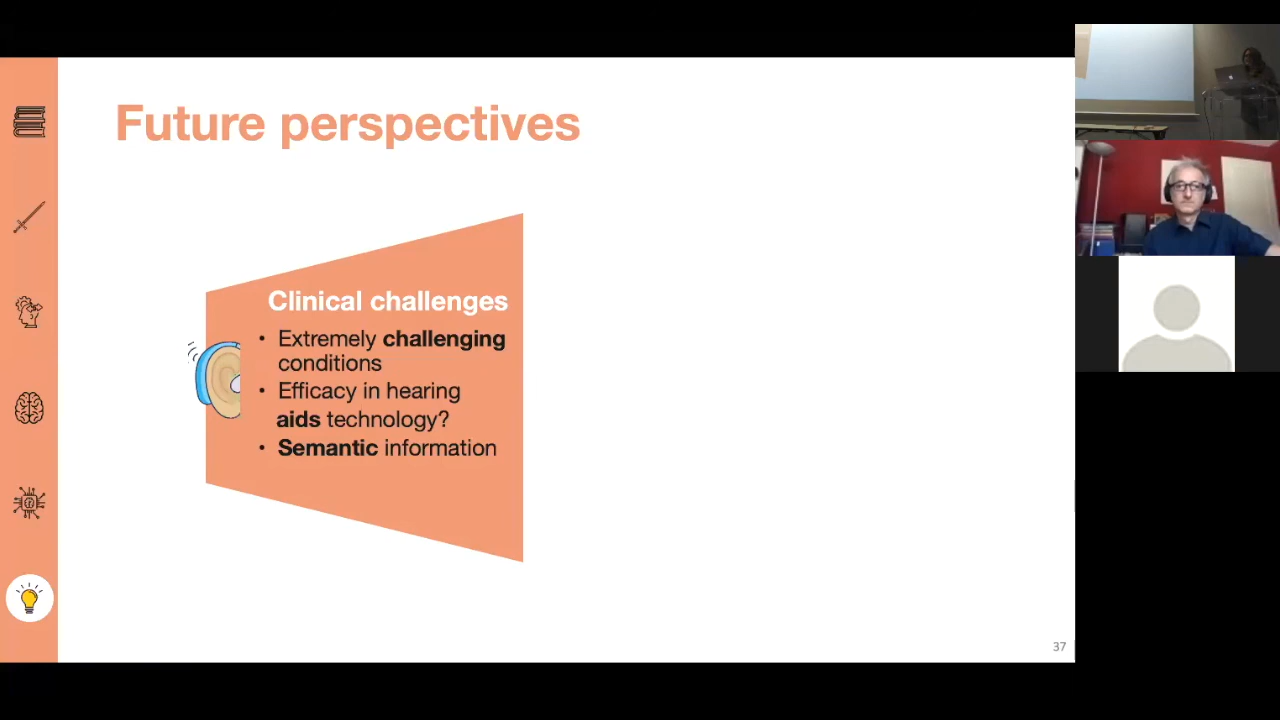 Future perspectives
Clinical challenges
• Extremely challenging
conditions
• Efficacy in hearing
aids technology?
• Semantic information
37